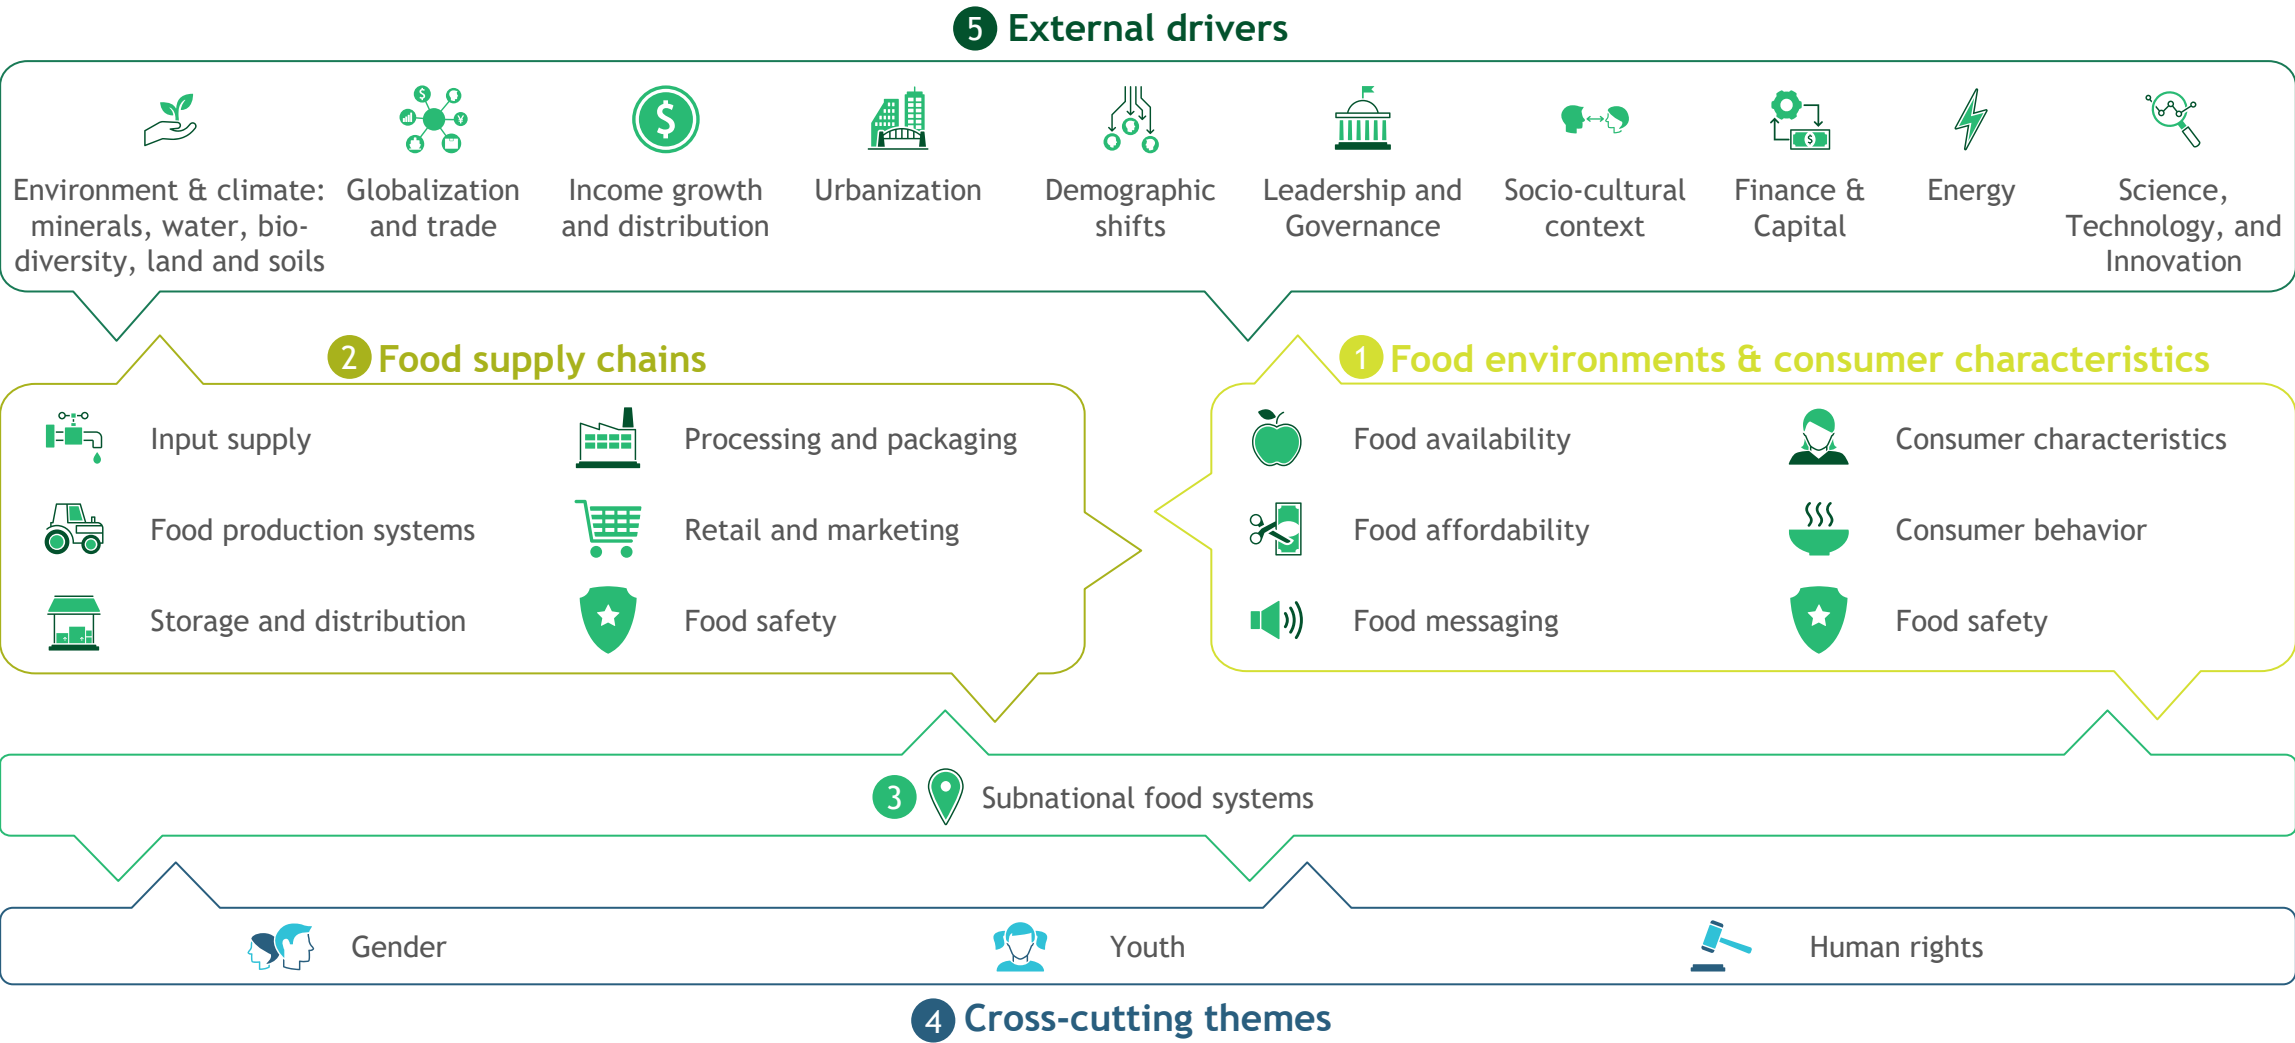 5 External drivers
Environment & climate:
minerals, water, bio-
diversity, land and soils
Globalization
and trade
Income growth
and distribution
Urbanization
Demographic
shifts
Leadership and
Governance
Socio-cultural
context
Finance &
Capital
Energy
Science,
Technology, and
Innovation
2 Food supply chains
Input supply
Processing and packaging
Food production systems
Retail and marketing
Storage and distribution
Food safety
1 Food environments & consumer characteristics
Food availability
Consumer characteristics
Food affordability
Consumer behavior
Food messaging
Food safety
3 Subnational food systems
Gender
Youth
Human rights
4 Cross-cutting themes